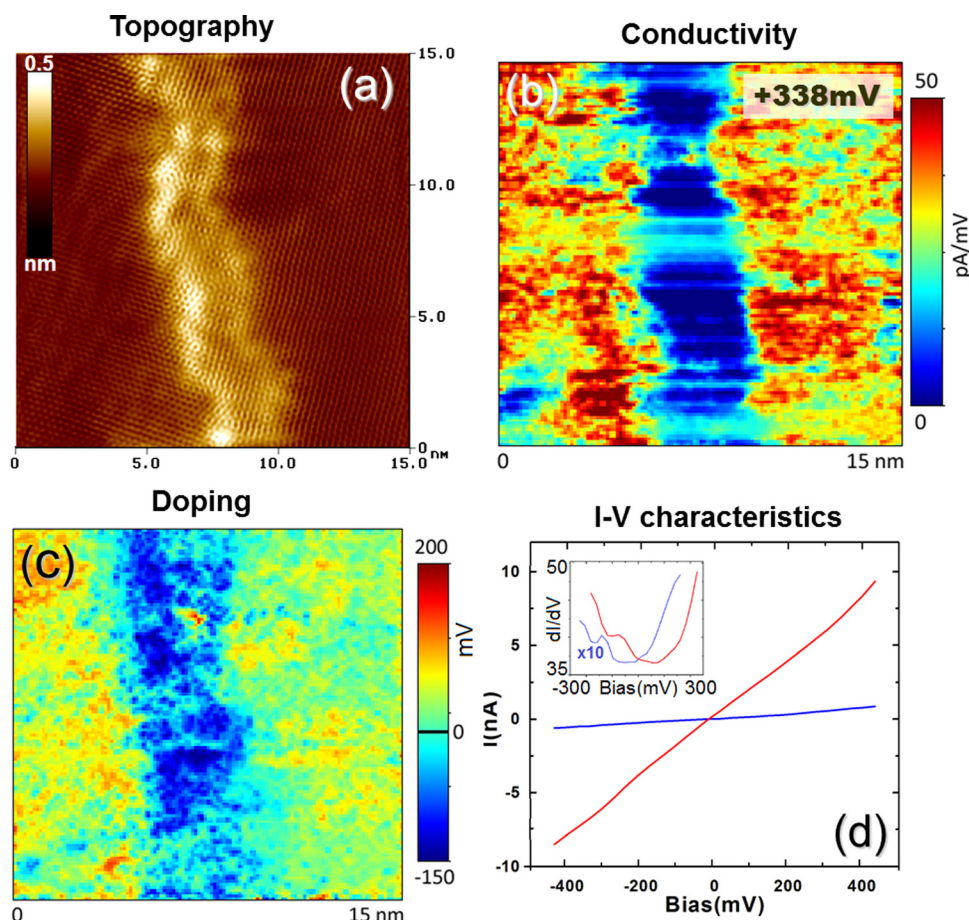 Topography
0.5
nm
(a)
15.0
10.0
5.0
0 nm
0
5.0
10.0
15.0
Conductivity
(b)
+338mV
50
pA/mV
0
0
15 nm
Doping
(c)
200
mV
0
-150
0
15 nm
I-V characteristics
I(nA)
10
5
0
-5
-10
50
dI/dV
35
x10
-300
Bias(mV)
300
(d)
-400
-200
0
200
400
Bias(mV)